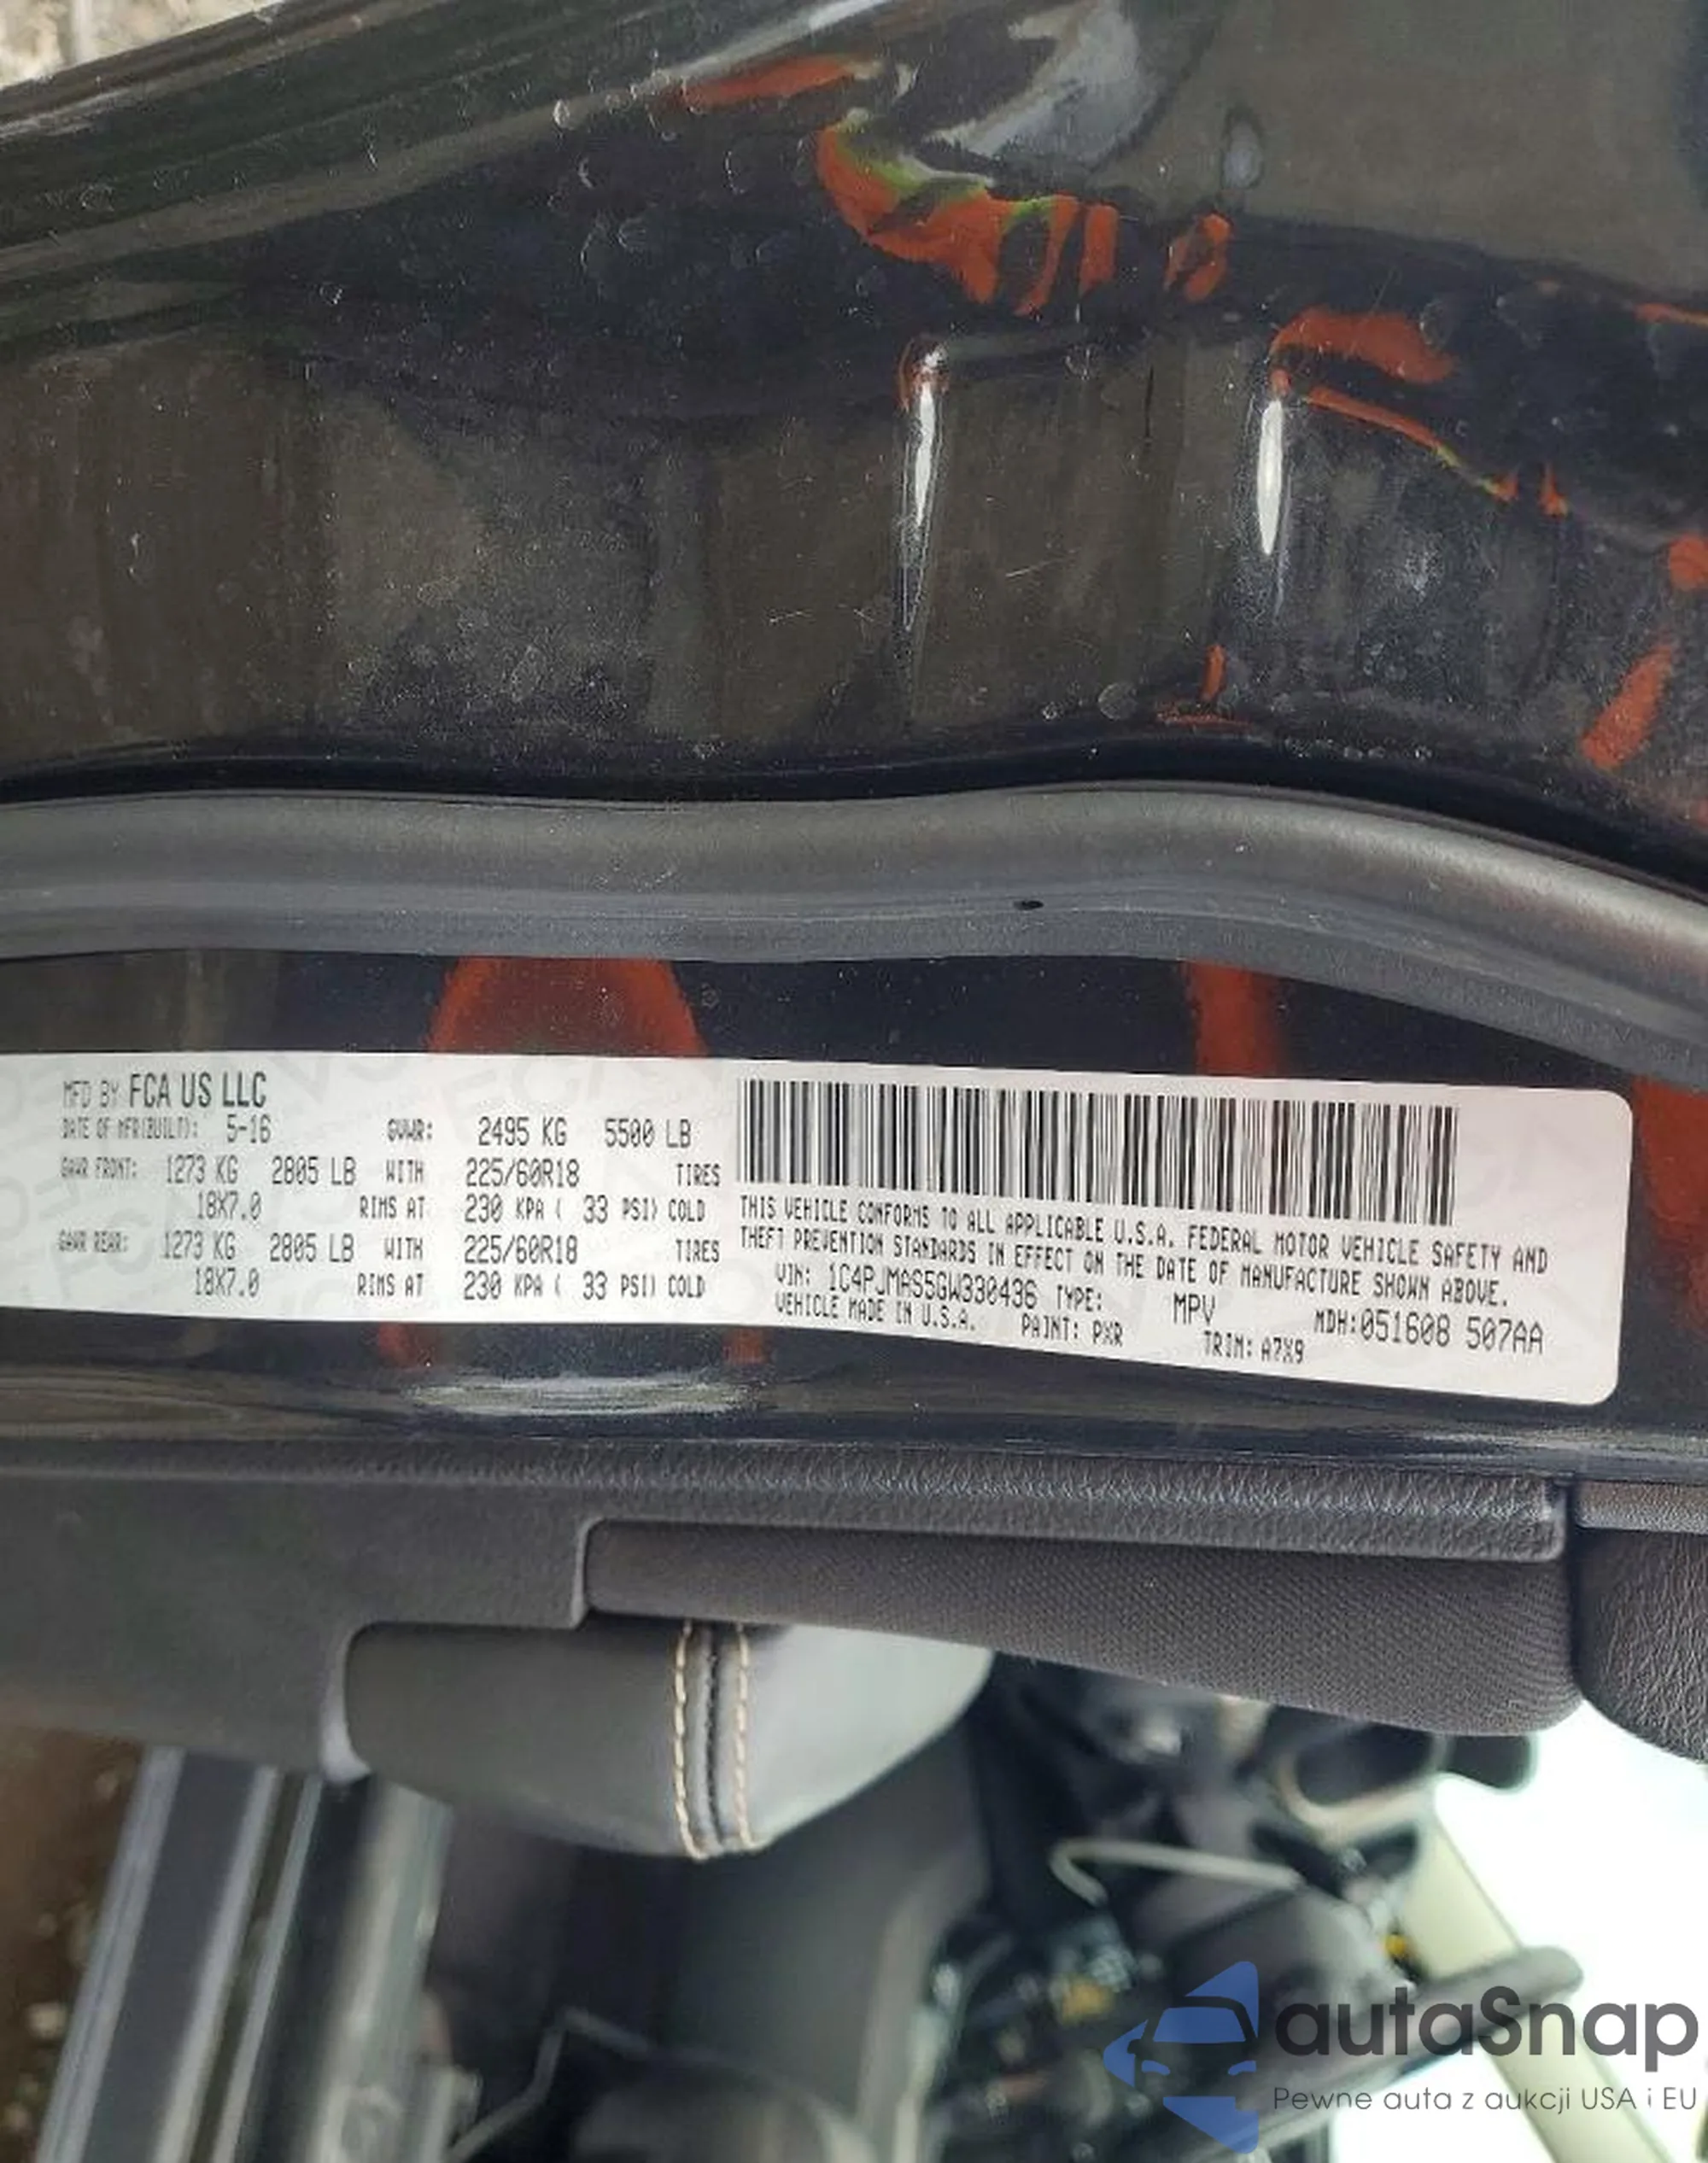 MFD BY FCA US LLC
DATE OF MFR(BUILT): 5-16 GVWR: 2495 KG 5500 LB
GAWR FRONT: 1273 KG 2805 LB WITH 225/60R18 TIRES
18X7.0 RIMS AT 230 KPA ( 33 PSI) COLD
GAWR REAR: 1273 KG 2805 LB WITH 225/60R18 TIRES
18X7.0 RIMS AT 230 KPA ( 33 PSI) COLD
THIS VEHICLE CONFORMS TO ALL APPLICABLE U.S.A. FEDERAL MOTOR VEHICLE SAFETY AND
THEFT PREVENTION STANDARDS IN EFFECT ON THE DATE OF MANUFACTURE SHOWN ABOVE.
VIN: 1C4PJMAS5GW330436 TYPE: MPV MDH:051608 507AA
VEHICLE MADE IN U.S.A. PAINT: PXR TRIM: A7X9
autaSnap
Pewne auta z aukcji USA i EU